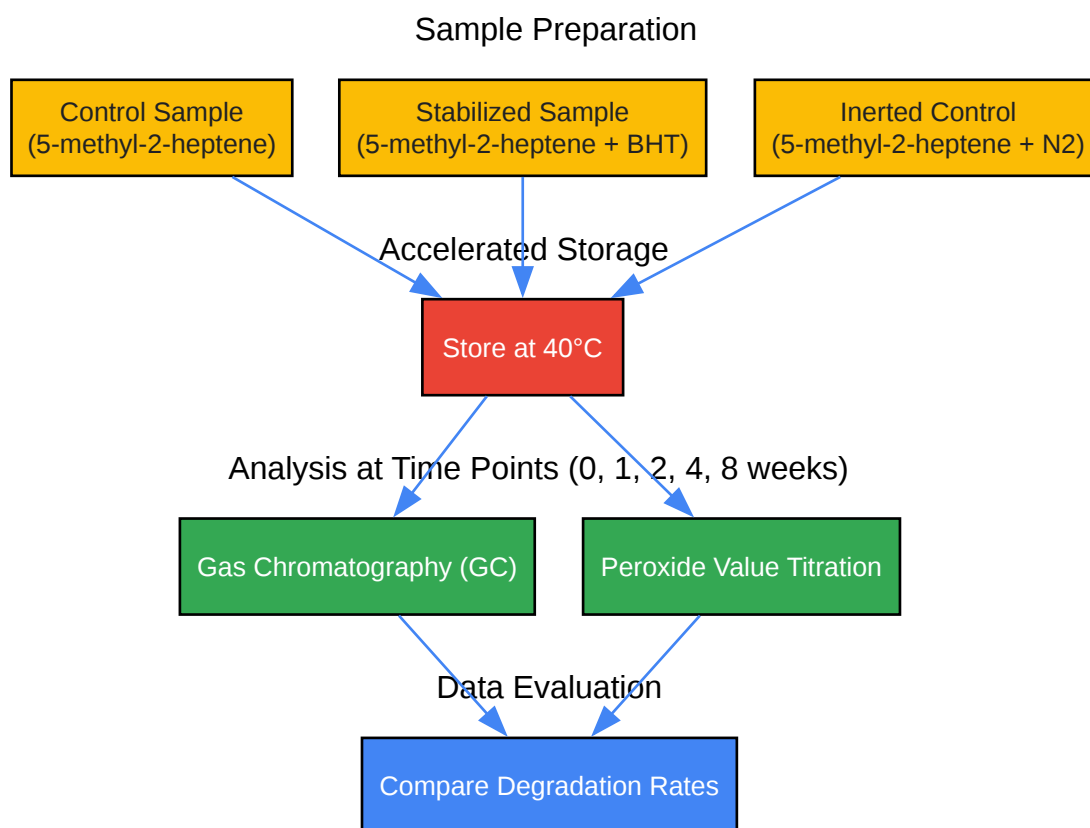 Sample Preparation
Control Sample
(5-methyl-2-heptene)
Stabilized Sample
(5-methyl-2-heptene + BHT)
Inerted Control
(5-methyl-2-heptene + N2)
Accelerated Storage
Store at 40°C
Analysis at Time Points (0, 1, 2, 4, 8 weeks)
Gas Chromatography (GC)
Peroxide Value Titration
Data Evaluation
Compare Degradation Rates